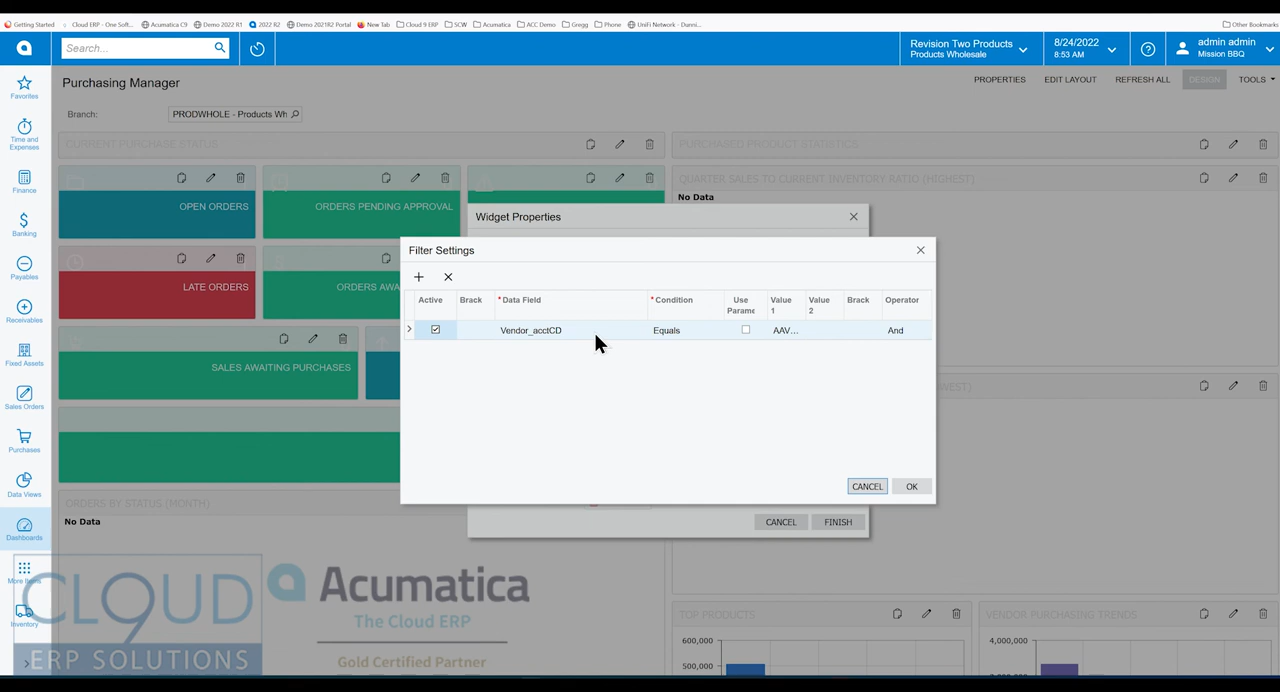 Getting Started
Cloud ERP - One Soft...
Acumatica C9
Demo 2022 R1
2022 R2
Demo 2021R2 Portal
New Tab
Cloud 9 ERP
SCW
Acumatica
ACC Demo
Gregg
Phone
UniFi Network - Dunni...
Other Bookmarks
Search...
Revision Two Products
Products Wholesale
8/24/2022
8:53 AM
admin admin
Mission BBQ
Favorites
Time and
Expenses
Finance
Banking
Payables
Receivables
Fixed Assets
Sales Orders
Purchases
Data Views
Dashboards
More Items
Inventory
Purchasing Manager
PROPERTIES
EDIT LAYOUT
REFRESH ALL
DESIGN
TOOLS
Branch:
PRODWHOLE - Products Wh
CURRENT PURCHASE STATUS
PURCHASED PRODUCT STATISTICS
OPEN ORDERS
ORDERS PENDING APPROVAL
QUARTER SALES TO CURRENT INVENTORY RATIO (HIGHEST)
No Data
LATE ORDERS
ORDERS AWA
SALES AWAITING PURCHASES
WEST)
ORDERS BY STATUS (MONTH)
No Data
Widget Properties
Filter Settings
Active
Brack
*Data Field
*Condition
Use
Parame
Value
1
Value
2
Brack
Operator
Vendor_acctCD
Equals
AAV...
And
CANCEL
OK
CANCEL
FINISH
CLOUD
9
ERP SOLUTIONS
Acumatica
The Cloud ERP
Gold Certified Partner
TOP PRODUCTS
600,000
500,000
VENDOR PURCHASING TRENDS
4,000,000